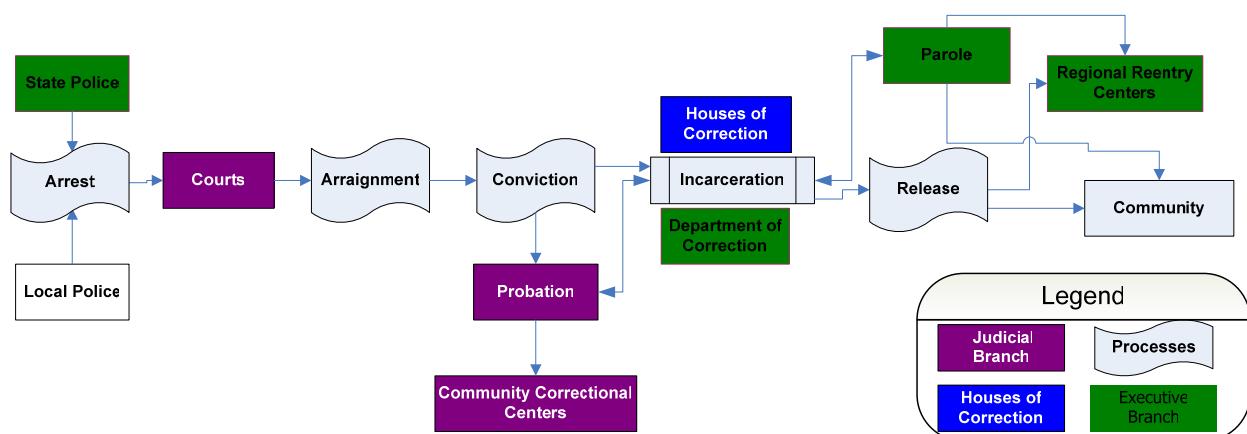 State Police
Arrest
Local Police
Courts
Arraignment
Conviction
Probation
Community Correctional
Centers
Houses of
Correction
Incarceration
Department of
Correction
Parole
Release
Regional Reentry
Centers
Community
Legend
Judicial
Branch
Processes
Houses of
Correction
Executive
Branch